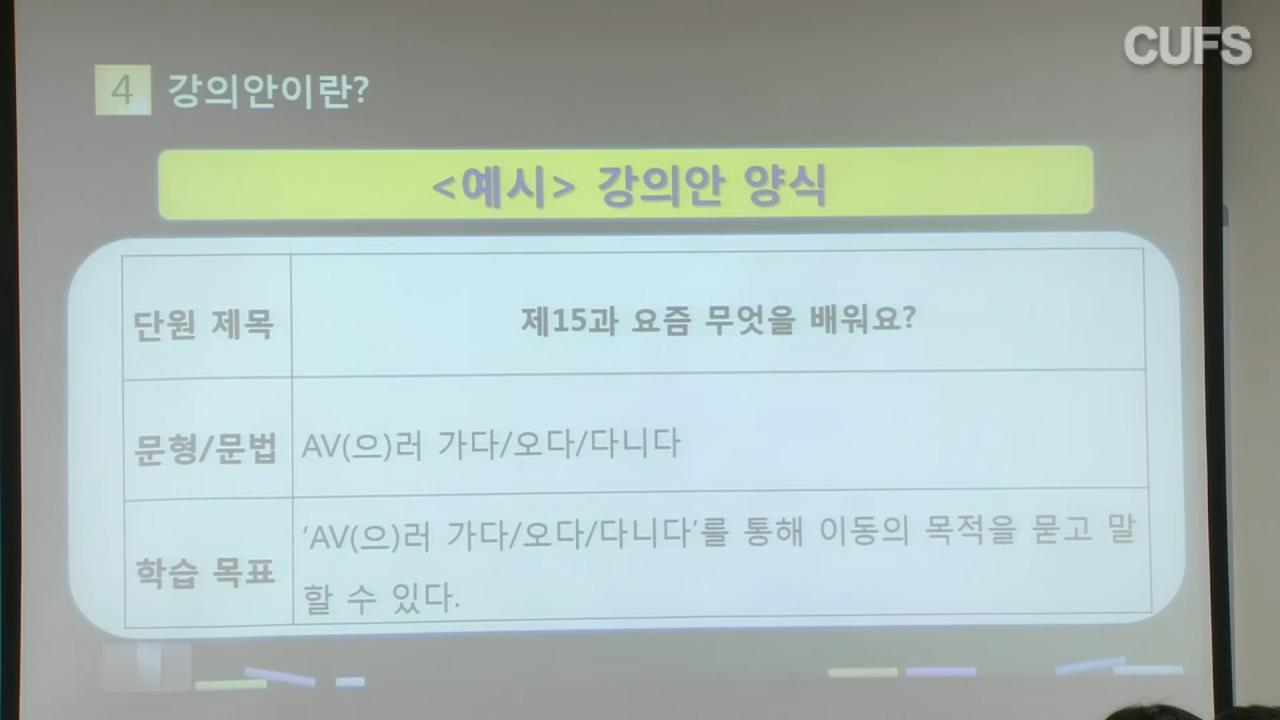 CUFS
4 강의안이란?
<예시> 강의안 양식
단원 제목
제15과 요즘 무엇을 배워요?
문형/문법
AV(으)러 가다/오다/다니다
학습 목표
‘AV(으)러 가다/오다/다니다’를 통해 이동의 목적을 묻고 말
할 수 있다.